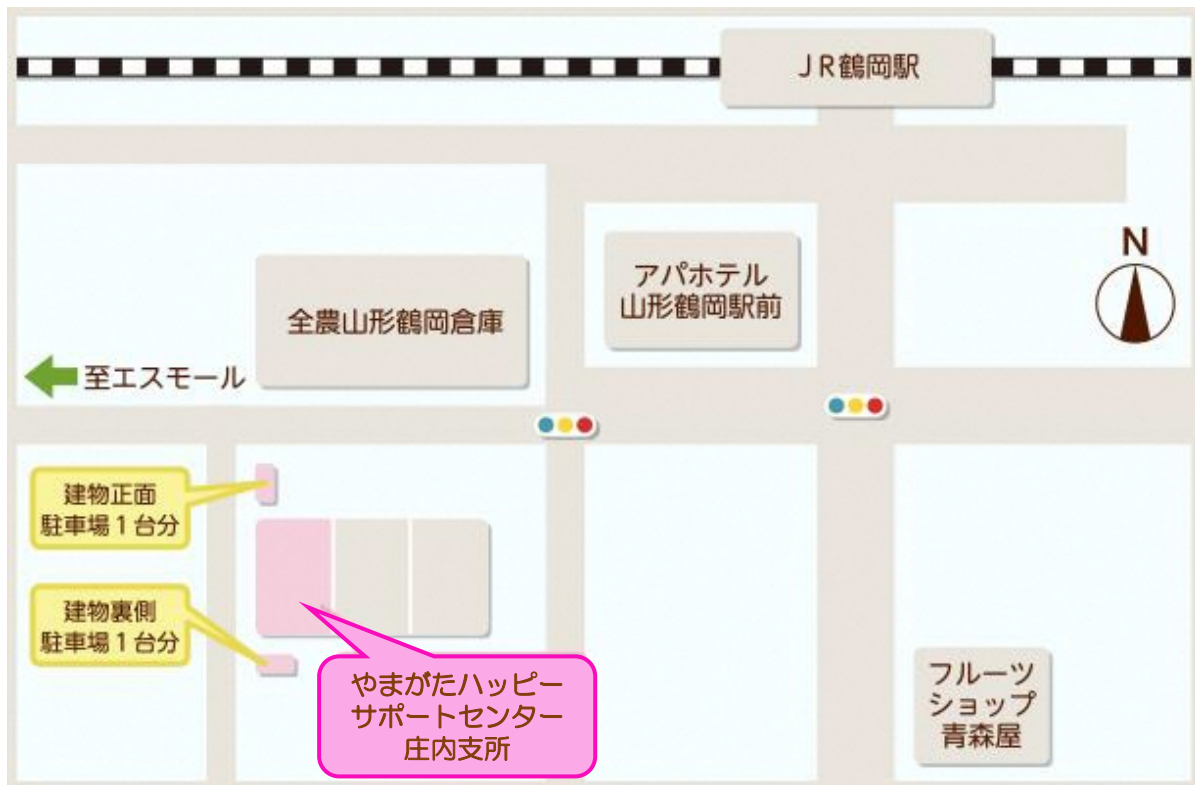 JR鶴岡駅
N
アパホテル
山形鶴岡駅前
全農山形鶴岡倉庫
至エスモール
建物正面
駐車場1台分
建物裏側
駐車場1台分
やまがたハッピー
サポートセンター
庄内支所
フルーツ
ショップ
青森屋